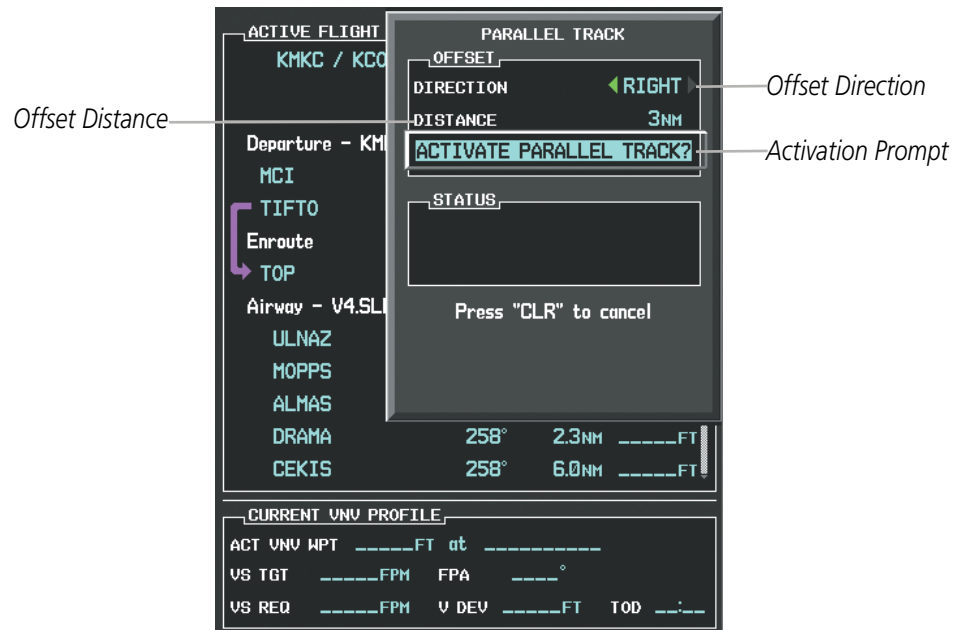 ACTIVE FLIGHT
KMKC / KCO
PARALLEL TRACK
OFFSET
DIRECTION RIGHT
Offset Direction
Offset Distance
DISTANCE 3NM
ACTIVATE PARALLEL TRACK?
Activation Prompt
STATUS
Press "CLR" to cancel
Departure – KM
MCI
TIFTO
Enroute
TOP
Airway – V4.SL
ULNAZ
MOPPS
ALMAS
DRAMA 258° 2.3NM _____FT
CEKIS 258° 6.0NM _____FT
CURRENT VNV PROFILE
ACT VNV WPT _____FT at __________
VS TGT _____FPM FPA ____°
VS REQ _____FPM V DEV _____FT TOD __:__